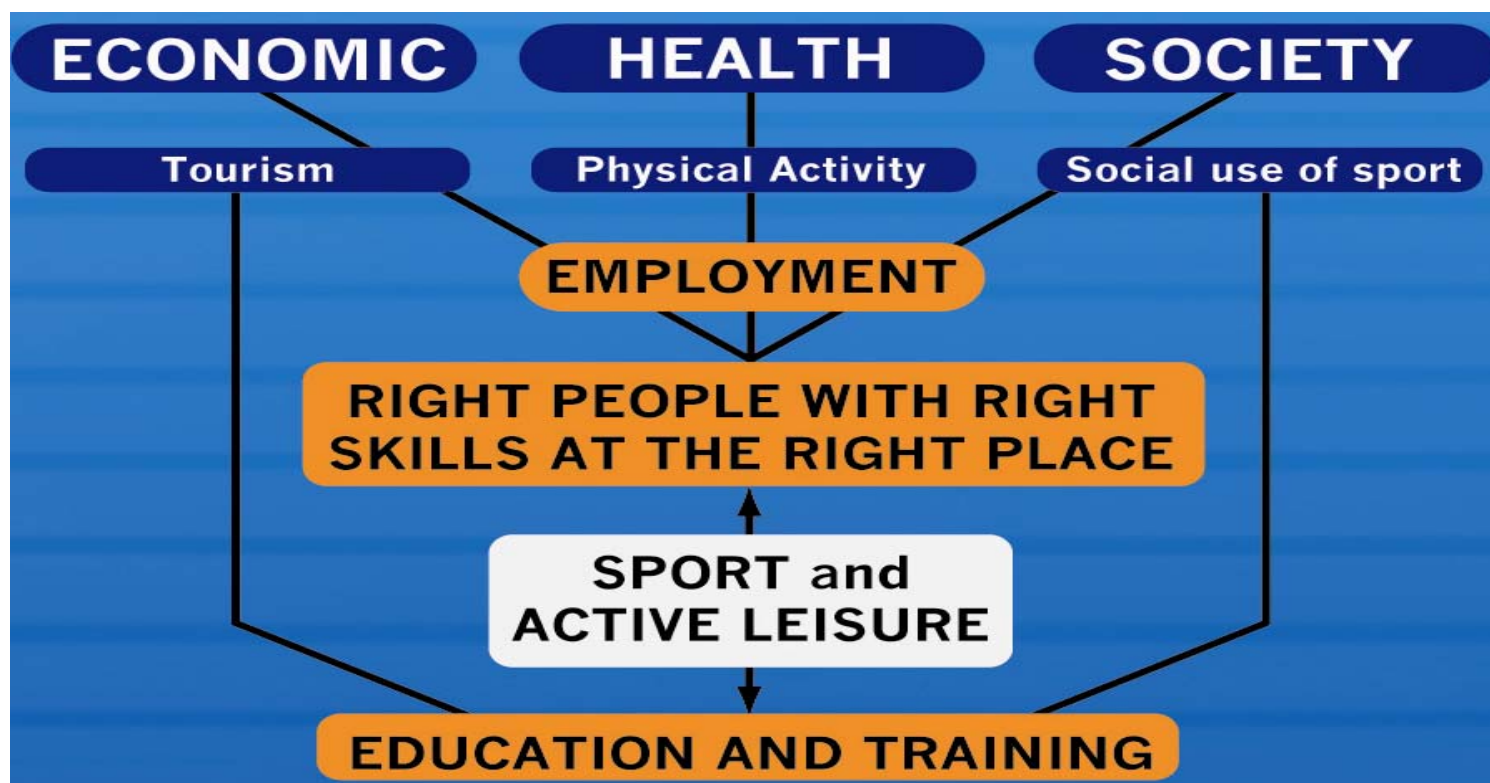 ECONOMIC
HEALTH
SOCIETY
Tourism
Physical Activity
Social use of sport
EMPLOYMENT
RIGHT PEOPLE WITH RIGHT
SKILLS AT THE RIGHT PLACE
SPORT and
ACTIVE LEISURE
EDUCATION AND TRAINING